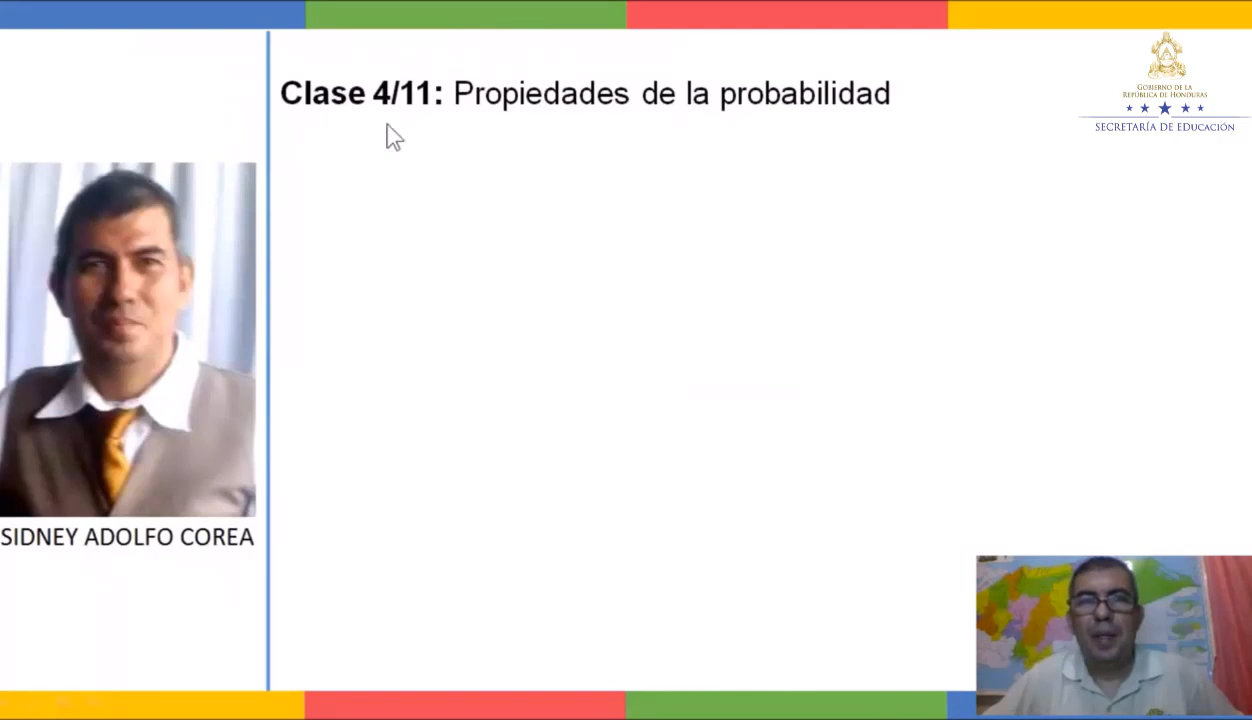 Clase 4/11: Propiedades de la probabilidad
GOBIERNO DE LA
REPÚBLICA DE HONDURAS
SECRETARÍA DE EDUCACIÓN
SIDNEY ADOLFO COREA